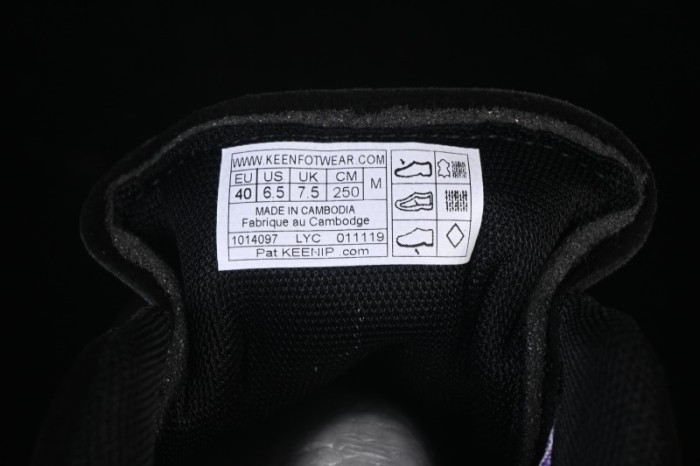 WWW.KEENFOTWEAR.COM
EU US UK CM M
40 6.5 7.5 250
MADE IN CAMBODIA
Fabrique au Cambodge
1014097 LYC 011119
Pat KEENIP.com